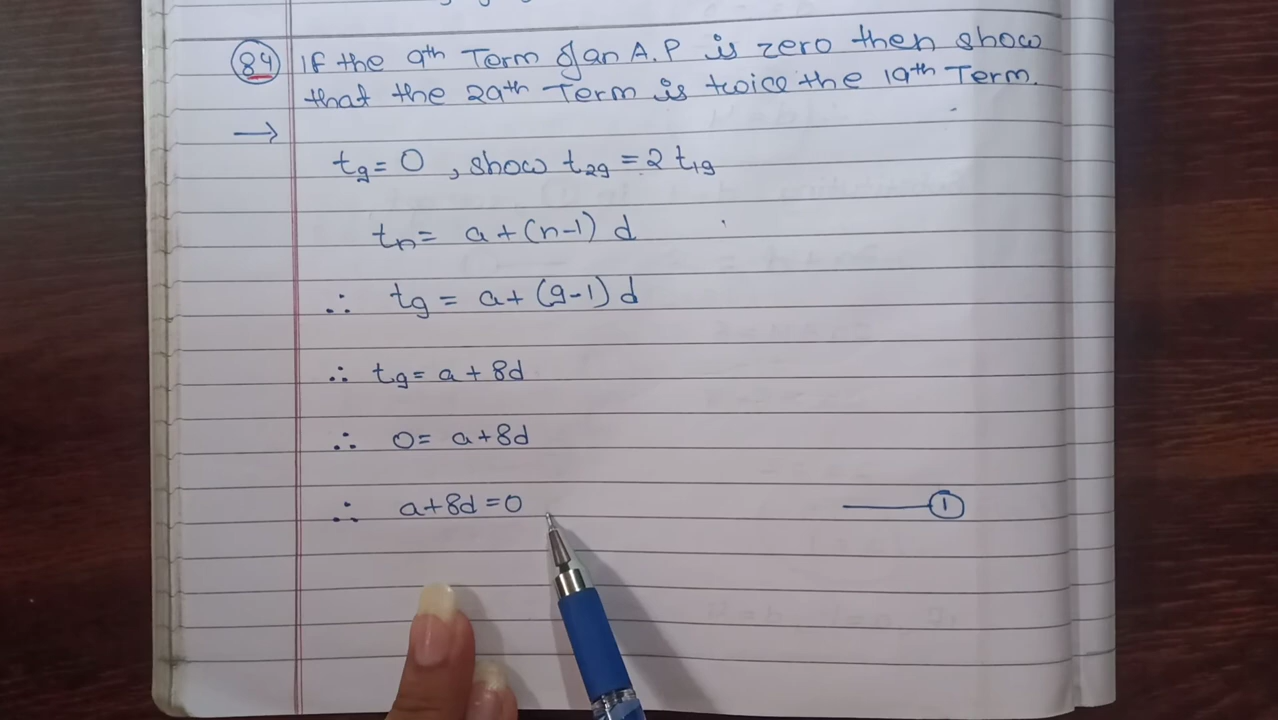 84 If the 9th Term of an A.P is zero then show
that the 29th Term is twice the 19th Term.
→
t₉ = 0 , show t₂₉ = 2 t₁₉
tₙ = a + (n-1) d
∴ t₉ = a + (9-1) d
∴ t₉ = a + 8d
∴ 0 = a + 8d
∴ a + 8d = 0 —— ①